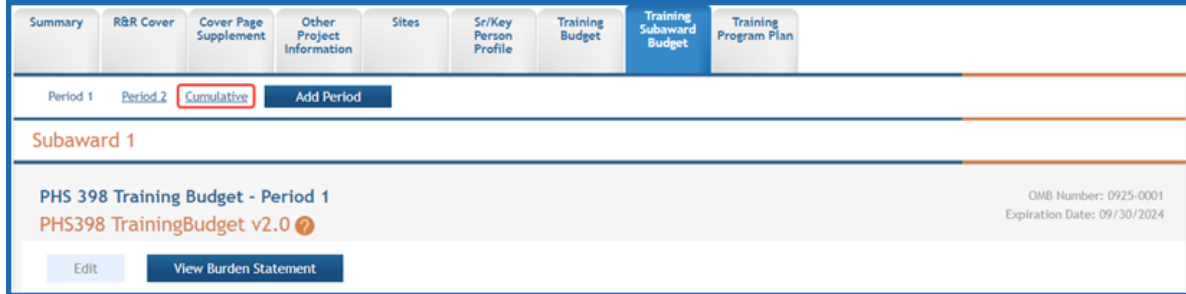 Summary
R&R Cover
Cover Page
Supplement
Other
Project
Information
Sites
Sr/Key
Person
Profile
Training
Budget
Training
Subaward
Budget
Training
Program Plan
Period 1 Period 2 Cumulative Add Period
Subaward 1
PHS 398 Training Budget - Period 1
OMB Number: 0925-0001
PHS398 TrainingBudget v2.0 ?
Expiration Date: 09/30/2024
Edit View Burden Statement